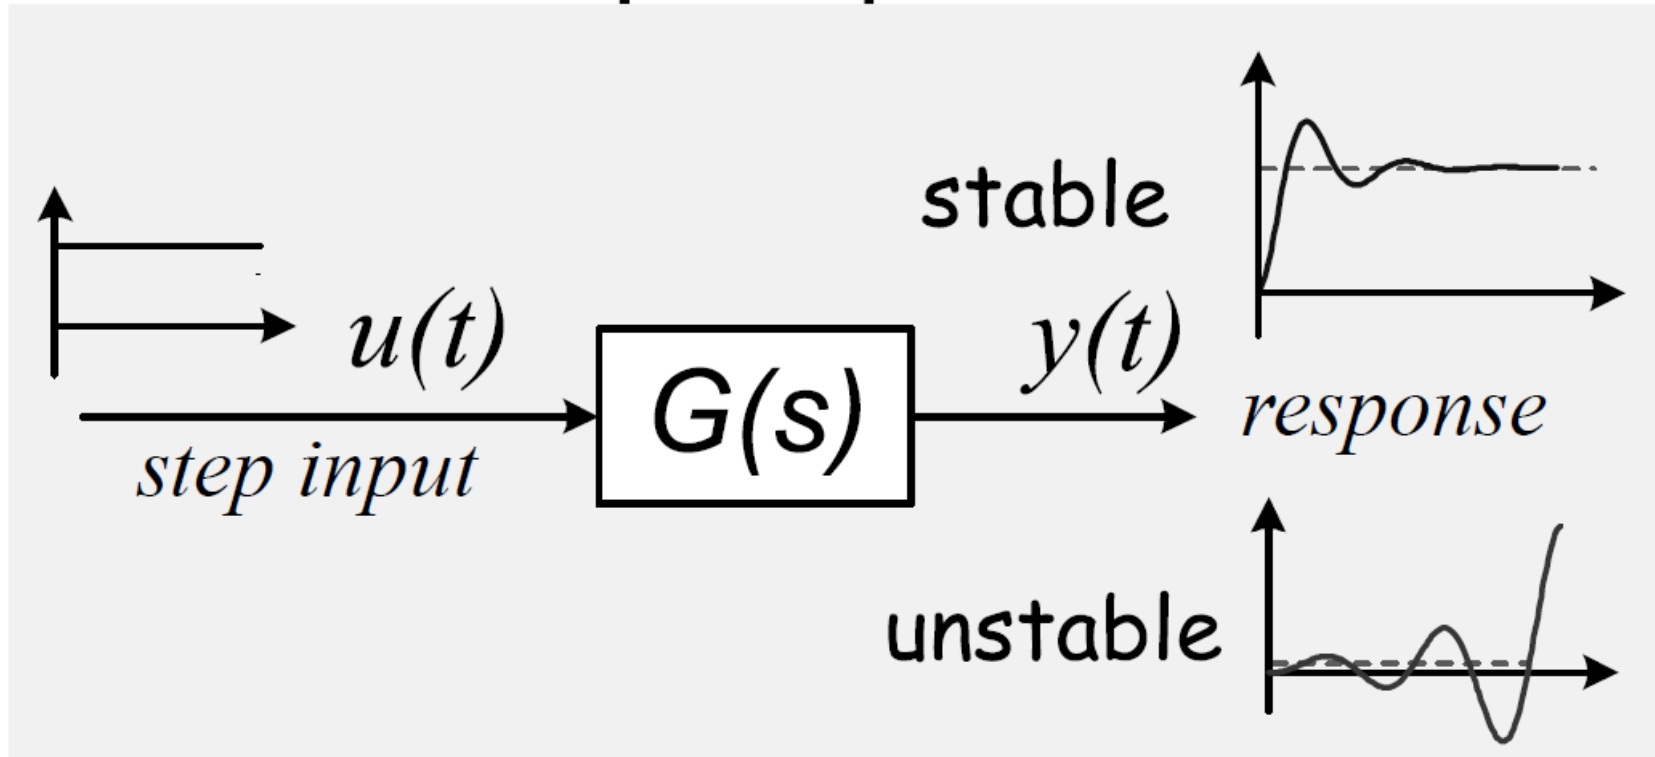 stable
u(t)
G(s)
y(t)
step input
response
unstable